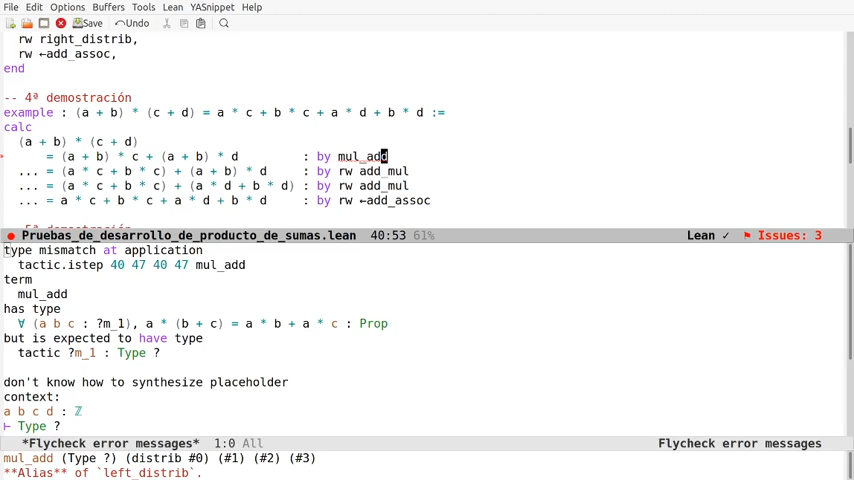 File Edit Options Buffers Tools Lean YASnippet Help
Save Undo
rw right_distrib,
rw ←add_assoc,
end
-- 4ª demostración
example : (a + b) * (c + d) = a * c + b * c + a * d + b * d :=
calc
(a + b) * (c + d)
= (a + b) * c + (a + b) * d : by mul_add
... = (a * c + b * c) + (a + b) * d : by rw add_mul
... = (a * c + b * c) + (a * d + b * d) : by rw add_mul
... = a * c + b * c + a * d + b * d : by rw ←add_assoc
-- 5ª demostración
Pruebas_de_desarrollo_de_producto_de_sumas.lean 40:53 61% Lean ✓ Issues: 3
type mismatch at application
tactic.istep 40 47 40 47 mul_add
term
mul_add
has type
∀ (a b c : ?m_1), a * (b + c) = a * b + a * c : Prop
but is expected to have type
tactic ?m_1 : Type ?
don't know how to synthesize placeholder
context:
a b c d : ℤ
⊢ Type ?
*Flycheck error messages* 1:0 All Flycheck error messages
mul_add (Type ?) (distrib #0) (#1) (#2) (#3)
**Alias** of `left_distrib`.